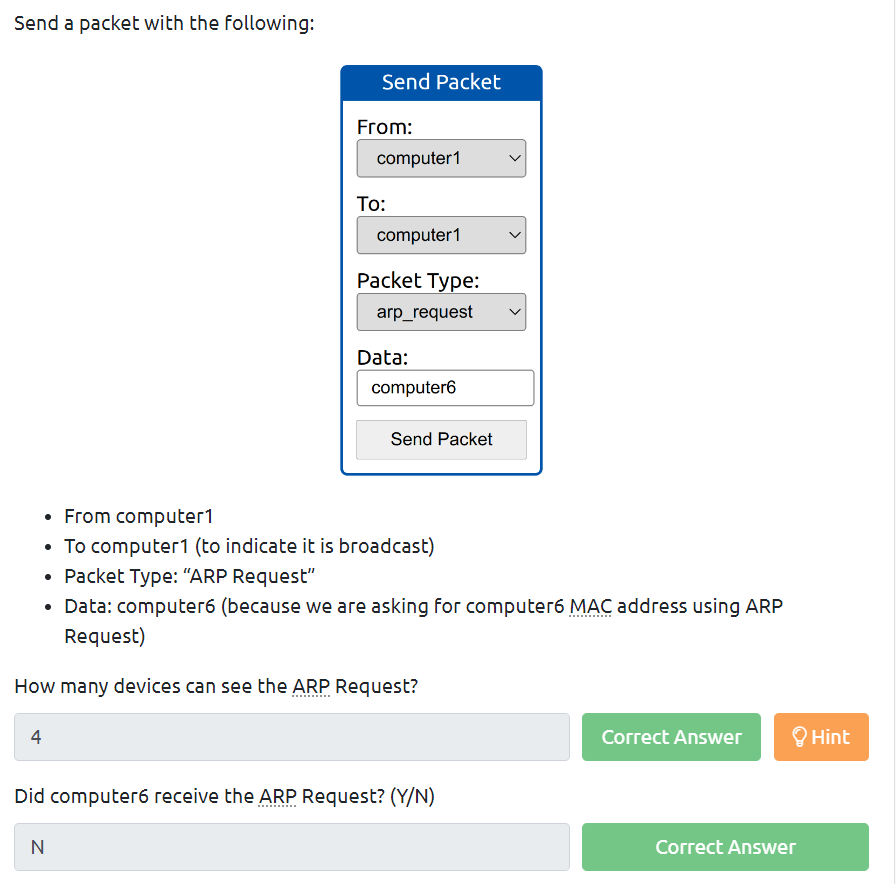 Send a packet with the following:
Send Packet
From:
computer1
To:
computer1
Packet Type:
arp_request
Data:
computer6
Send Packet
• From computer1
• To computer1 (to indicate it is broadcast)
• Packet Type: “ARP Request”
• Data: computer6 (because we are asking for computer6 MAC address using ARP
Request)
How many devices can see the ARP Request?
4 Correct Answer Hint
Did computer6 receive the ARP Request? (Y/N)
N Correct Answer